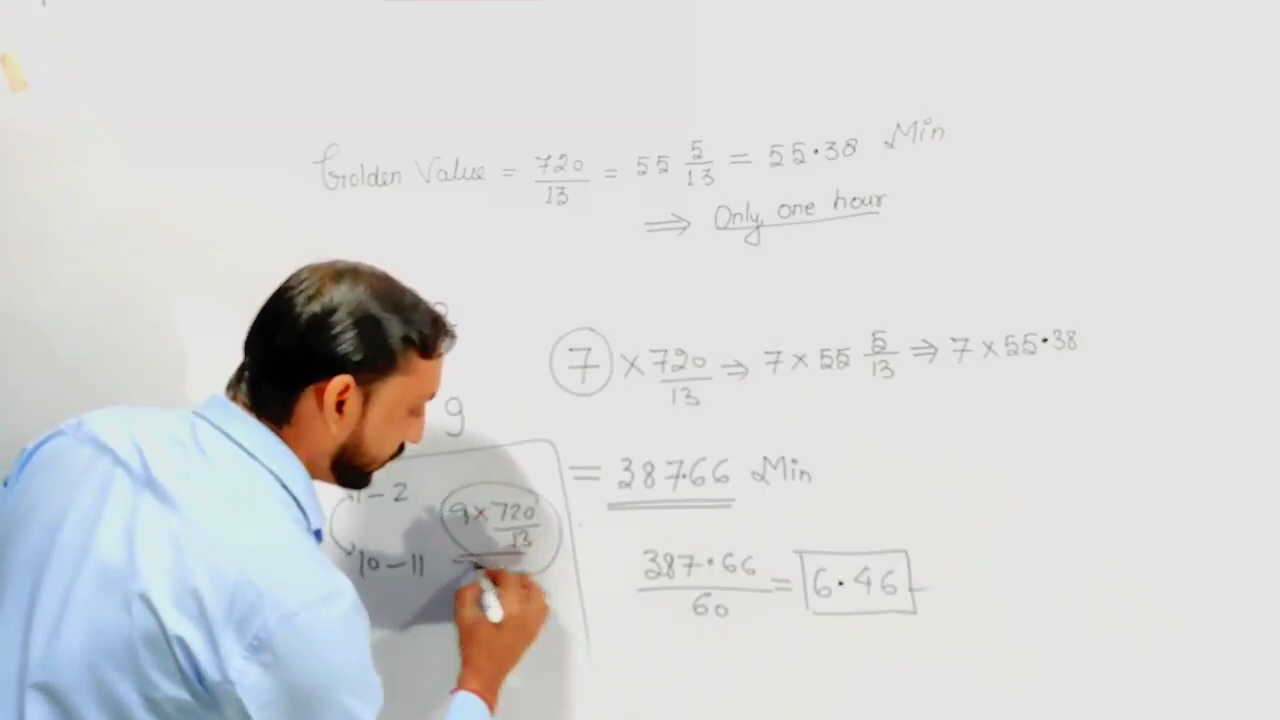 Golden Value = 720/13 = 55 5/13 = 55.38 Min
⇒ Only one hour
7 × 720/13 ⇒ 7 × 55 5/13 ⇒ 7 × 55.38
9
= 387.66 Min
1-2
9 × 720/13
10-11
387.66/60 = 6.46